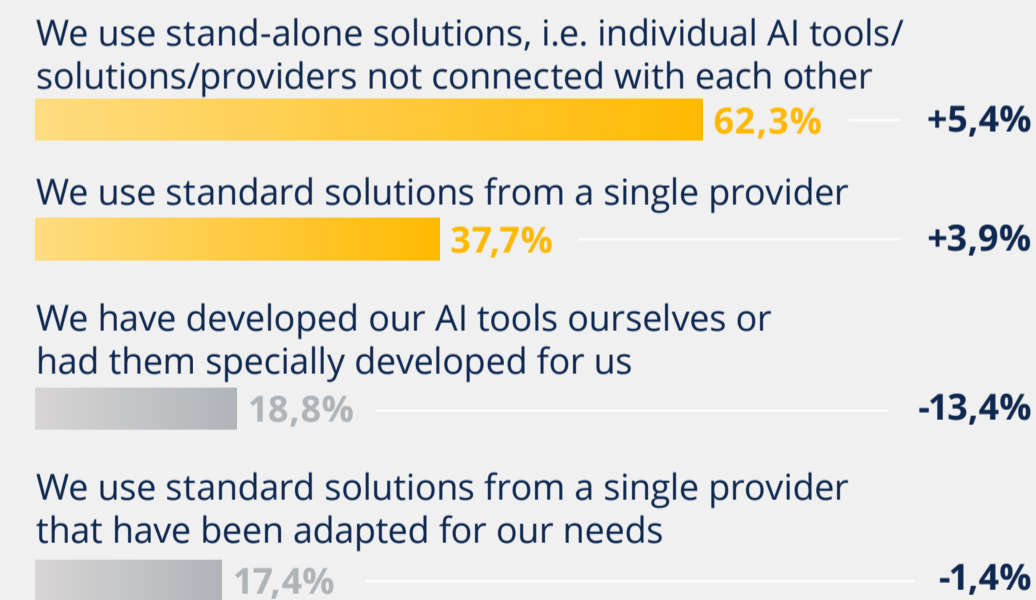 We use stand-alone solutions, i.e. individual AI tools/
solutions/providers not connected with each other
62,3% +5,4%
We use standard solutions from a single provider
37,7% +3,9%
We have developed our AI tools ourselves or
had them specially developed for us
18,8% -13,4%
We use standard solutions from a single provider
that have been adapted for our needs
17,4% -1,4%